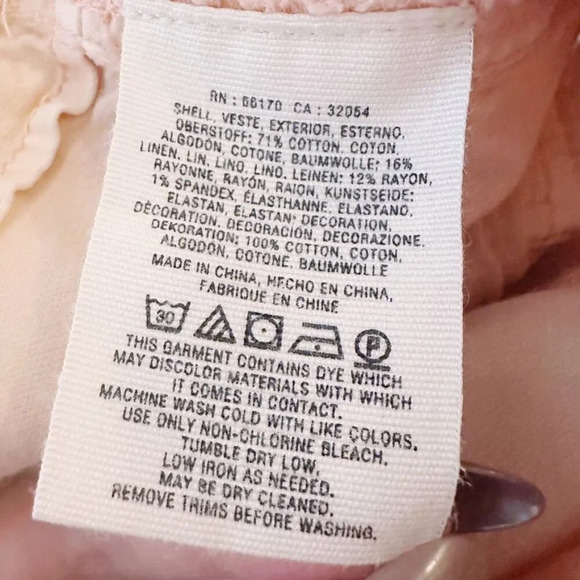 RN : 66170 CA : 32054
SHELL, VESTE, EXTERIOR, ESTERNO,
OBERSTOFF: 71% COTTON, COTON,
ALGODÓN, COTONE, BAUMWOLLE; 16%
LINEN, LIN, LINO, LINO, LEINEN; 12% RAYON,
RAYONNE, RAYÓN, RAION, KUNSTSEIDE;
1% SPANDEX, ÉLASTHANNE, ELASTANO,
ELASTAN, ELASTAN; DECORATION,
DÉCORATION, DECORACIÓN, DECORAZIONE,
DEKORATION: 100% COTTON, COTON,
ALGODÓN, COTONE, BAUMWOLLE
MADE IN CHINA, HECHO EN CHINA,
FABRIQUE EN CHINE
30 P
THIS GARMENT CONTAINS DYE WHICH
MAY DISCOLOR MATERIALS WITH WHICH
IT COMES IN CONTACT.
MACHINE WASH COLD WITH LIKE COLORS.
USE ONLY NON-CHLORINE BLEACH.
TUMBLE DRY LOW.
LOW IRON AS NEEDED.
MAY BE DRY CLEANED.
REMOVE TRIMS BEFORE WASHING.